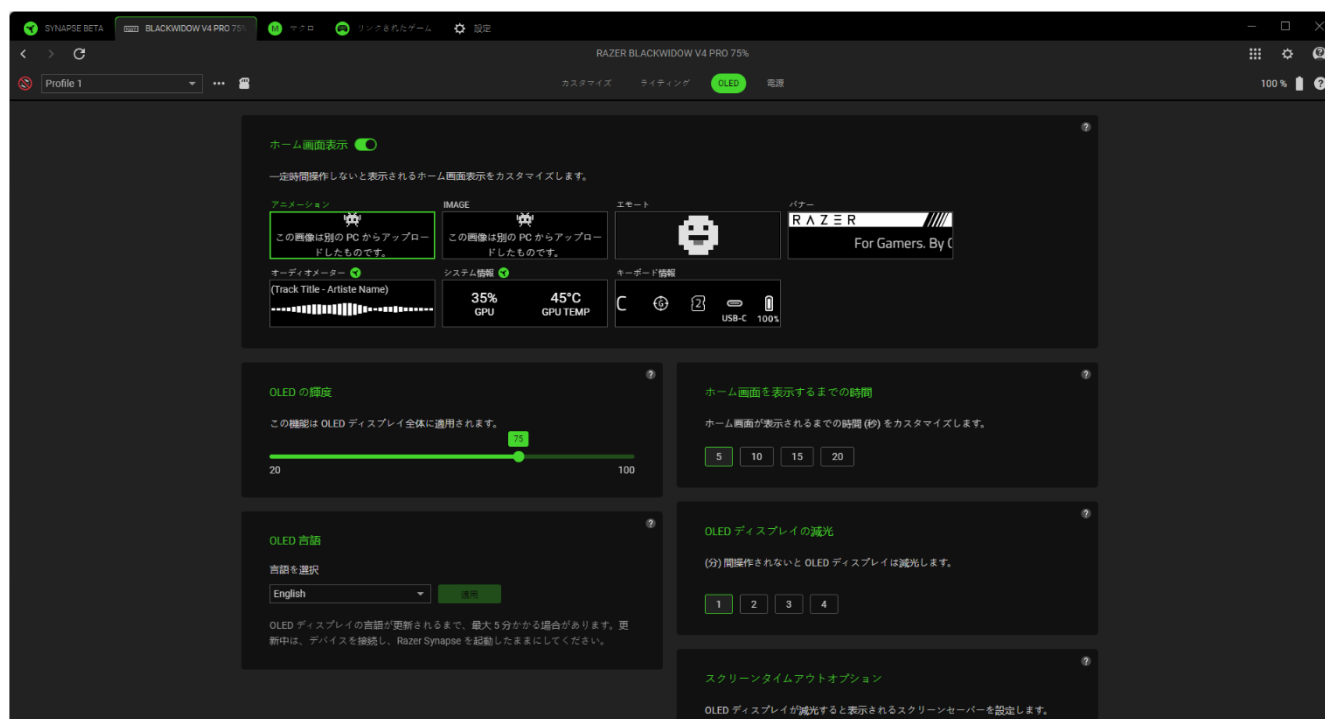 SYNAPSE BETA
BLACKWIDOW V4 PRO 75%
マクロ
リンクされたゲーム
設定
RAZER BLACKWIDOW V4 PRO 75%
Profile 1
カスタマイズ
ライティング
OLED
電源
100 %
ホーム画面表示
一定時間操作しないと表示されるホーム画面表示をカスタマイズします。
アニメーション
IMAGE
エモート
バナー
この画像は別の PC からアップロー
ドしたものです。
この画像は別の PC からアップロー
ドしたものです。
RAZER
For Gamers. By G
オーディオメーター
システム情報
キーボード情報
(Track Title - Artiste Name)
35%
GPU
45°C
GPU TEMP
C
G
2
USB-C
100%
OLED の輝度
この機能は OLED ディスプレイ全体に適用されます。
75
20
100
ホーム画面を表示するまでの時間
ホーム画面が表示されるまでの時間 (秒) をカスタマイズします。
5
10
15
20
OLED 言語
言語を選択
English
適用
OLED ディスプレイの言語が更新されるまで、最大 5 分かかる場合があります。更
新中は、デバイスを接続し、Razer Synapse を起動したままにしてください。
OLED ディスプレイの減光
(分) 間操作されないと OLED ディスプレイは減光します。
1
2
3
4
スクリーンタイムアウトオプション
OLED ディスプレイが減光すると表示されるスクリーンセーバーを設定します。